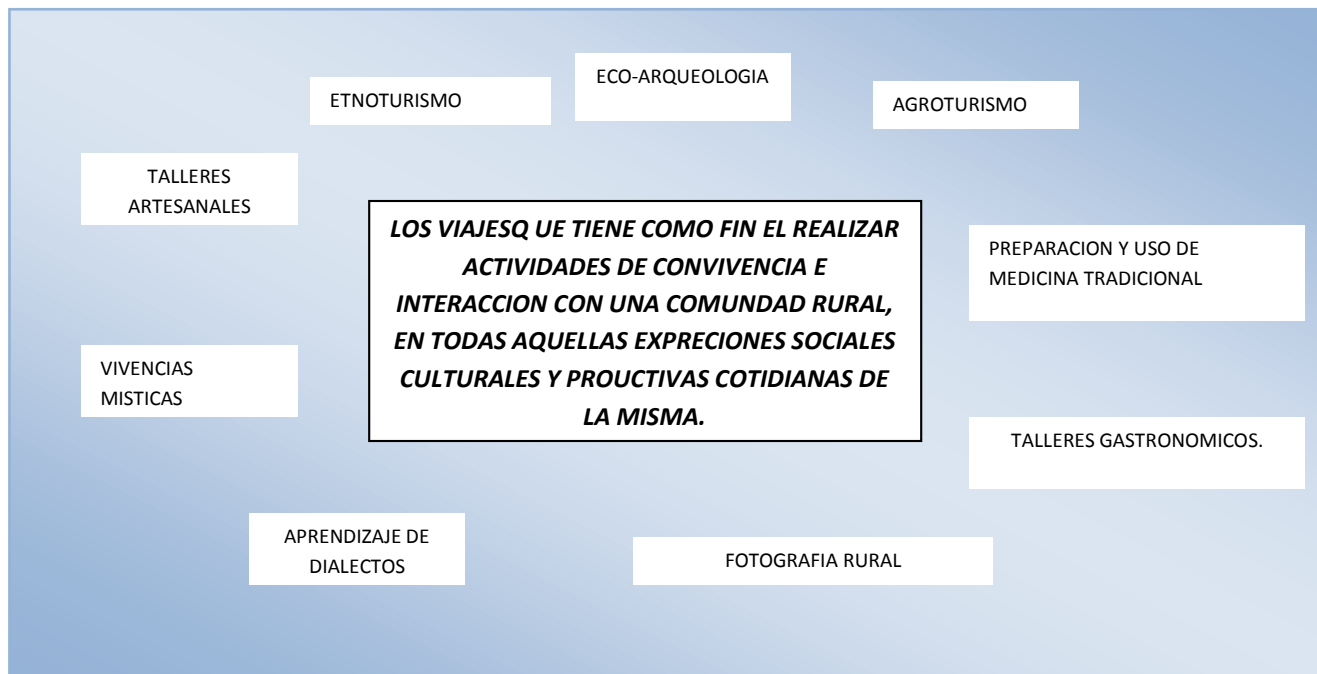 ECO-ARQUEOLOGIA
ETNOTURISMO
AGROTURISMO
TALLERES
ARTESANALES
LOS VIAJESQ UE TIENE COMO FIN EL REALIZAR
ACTIVIDADES DE CONVIVENCIA E
INTERACCION CON UNA COMUNDAD RURAL,
EN TODAS AQUELLAS EXPRECIONES SOCIALES
CULTURALES Y PROUCTIVAS COTIDIANAS DE
LA MISMA.
PREPARACION Y USO DE
MEDICINA TRADICIONAL
VIVENCIAS
MISTICAS
TALLERES GASTRONOMICOS.
APRENDIZAJE DE
DIALECTOS
FOTOGRAFIA RURAL